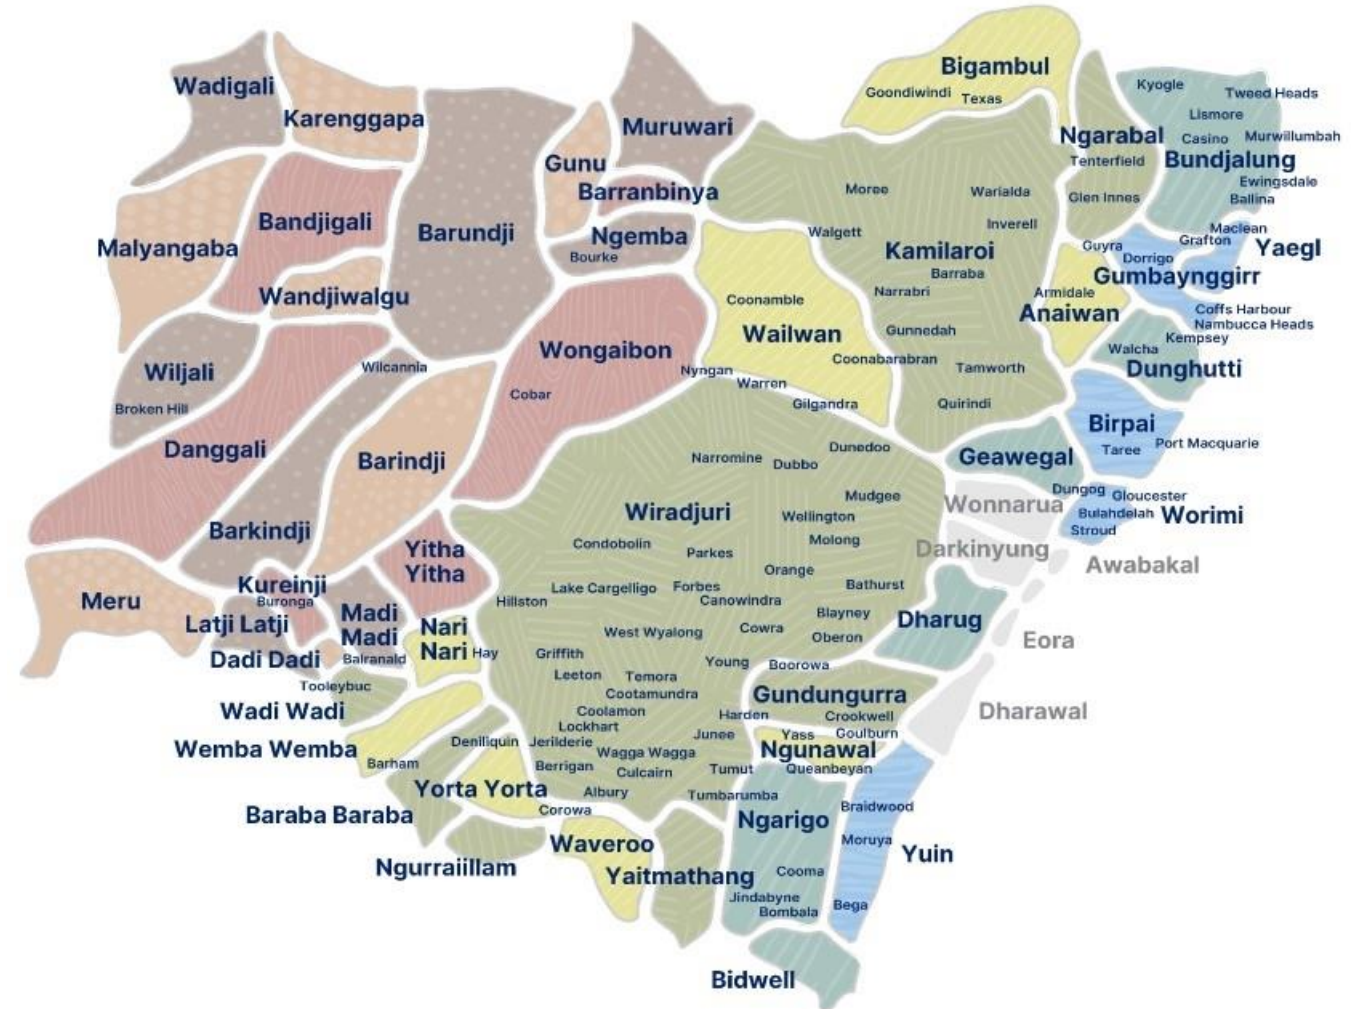 Bigambul
Goondiwindi
Texas
Wadigali
Karenggapa
Muruwari
Gunu
Barranbinya
Ngarabal
Tenterfield
Glen Innes
Kyogle
Tweed Heads
Lismore
Casino
Murwillumbah
Bundjalung
Ewingsdale
Ballina
Malyangaba
Bandjigali
Barundji
Ngemba
Bourke
Moree
Warialda
Walgett
Inverell
Kamilaroi
Barraba
Narrabri
Gunnedah
Tamworth
Quirindi
Maclean
Grafton
Yaegl
Guyra
Dorrigo
Gumbaynggirr
Armidale
Anaiwan
Coffs Harbour
Nambucca Heads
Kempsey
Walcha
Dunghutti
Wandjiwalgu
Wiljali
Broken Hill
Wilcannia
Wongaibon
Cobar
Nyngan
Coonamble
Wailwan
Coonabarabran
Warren
Gilgandra
Danggali
Barindji
Barkindji
Birpai
Taree
Port Macquarie
Geawegal
Wonnarua
Dungog
Gloucester
Bulahdelah
Stroud
Worimi
Darkinyung
Awabakal
Dharug
Eora
Dharawal
Narromine
Dubbo
Dunedoo
Mudgee
Wiradjuri
Wellington
Condobolin
Parkes
Molong
Orange
Lake Cargelligo
Forbes
Bathurst
Hillston
Canowindra
Blayney
West Wyalong
Cowra
Oberon
Griffith
Young
Boorowa
Leeton
Temora
Cootamundra
Coolamon
Harden
Lockhart
Junee
Jerilderie
Wagga Wagga
Berrigan
Culcairn
Tumut
Albury
Tumbarumba
Corowa
Yitha
Yitha
Meru
Kureinji
Buronga
Latji Latji
Madi
Madi
Nari
Nari
Hay
Dadi Dadi
Balranald
Tooleybuc
Wadi Wadi
Wemba Wemba
Barham
Deniliquin
Yorta Yorta
Baraba Baraba
Ngurraiillam
Waveroo
Yaitmathang
Gundungurra
Crookwell
Goulburn
Yass
Ngunawal
Queanbeyan
Ngarigo
Cooma
Jindabyne
Bombala
Braidwood
Moruya
Yuin
Bega
Bidwell